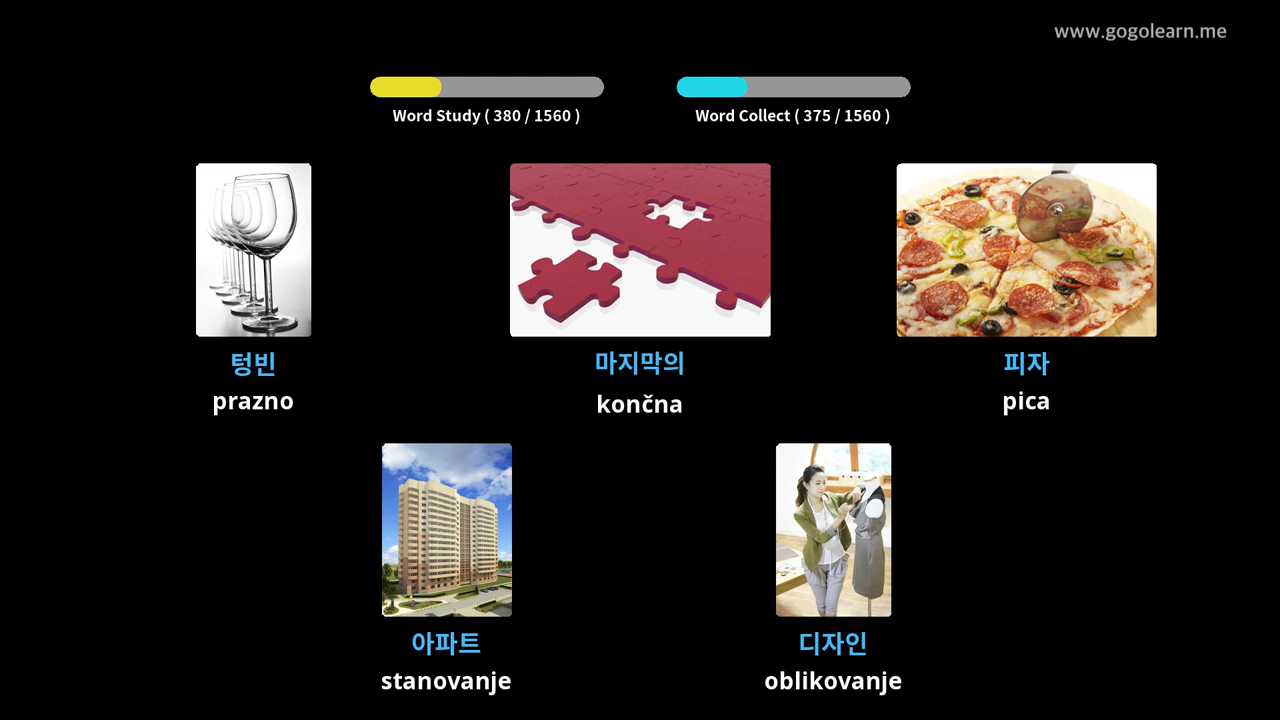 www.gogolearn.me
Word Study ( 380 / 1560 )
Word Collect ( 375 / 1560 )
텅빈
prazno
마지막의
končna
피자
pica
아파트
stanovanje
디자인
oblikovanje